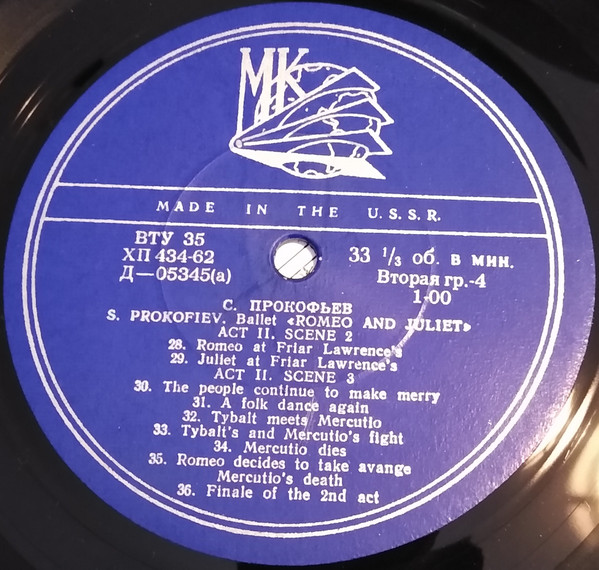 МК
MADE IN THE U.S.S.R.
ВТУ 35
ХП 434-62
Д—05345(а)
33 1/3 об. в мин.
Вторая гр.-4
1-00
С. ПРОКОФЬЕВ
S. PROKOFIEV. Ballet «ROMEO AND JULIET»
ACT II. SCENE 2
28. Romeo at Friar Lawrence's
29. Juliet at Friar Lawrence's
ACT II. SCENE 3
30. The people continue to make merry
31. A folk dance again
32. Tybalt meets Mercutio
33. Tybalt's and Mercutio's fight
34. Mercutio dies
35. Romeo decides to take avange
Mercutio's death
36. Finale of the 2nd act